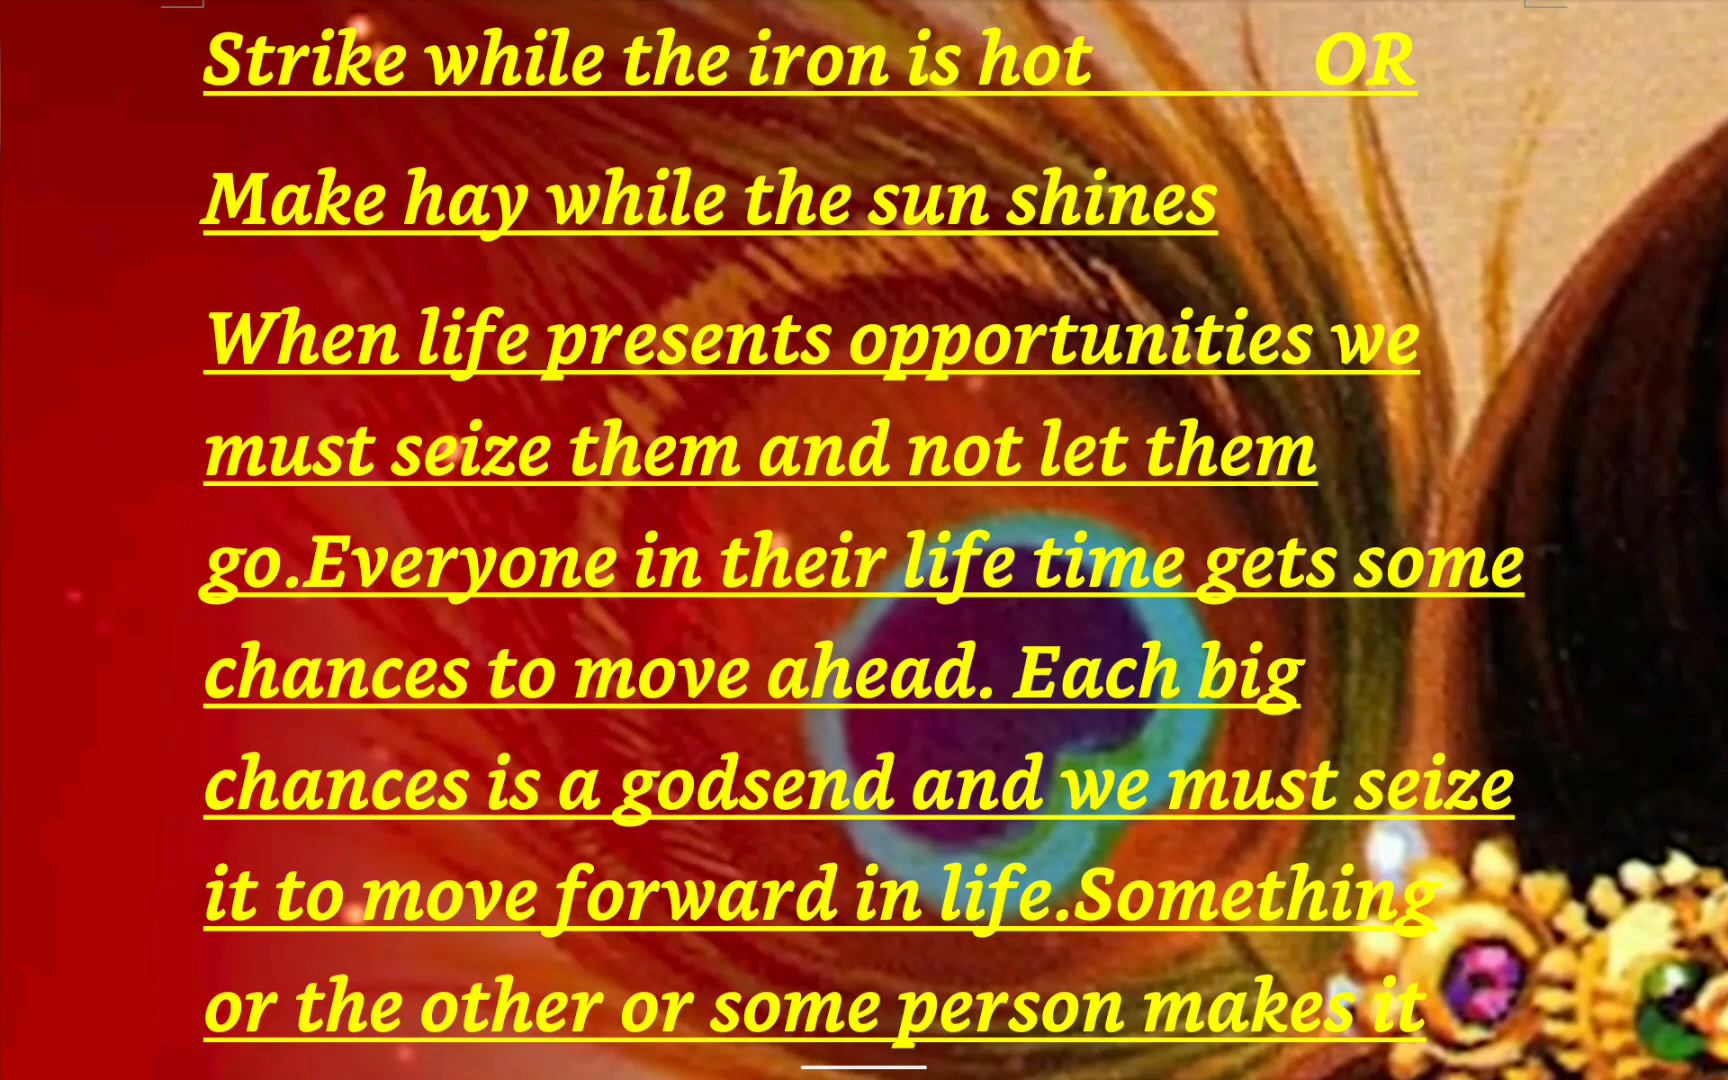 Strike while the iron is hot OR
Make hay while the sun shines
When life presents opportunities we
must seize them and not let them
go.Everyone in their life time gets some
chances to move ahead. Each big
chances is a godsend and we must seize
it to move forward in life.Something
or the other or some person makes it